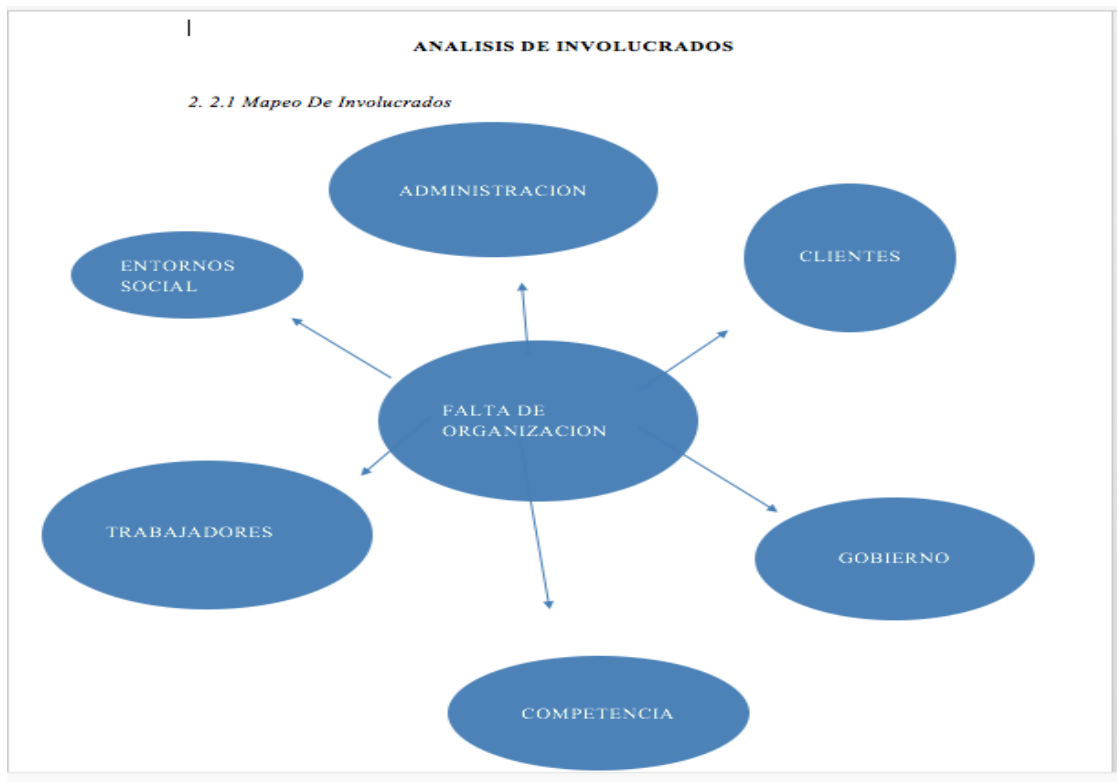 ANALISIS DE INVOLUCRADOS
2. 2.1 Mapeo De Involucrados
ADMINISTRACION
CLIENTES
ENTORNOS
SOCIAL
FALTA DE
ORGANIZACION
TRABAJADORES
GOBIERNO
COMPETENCIA